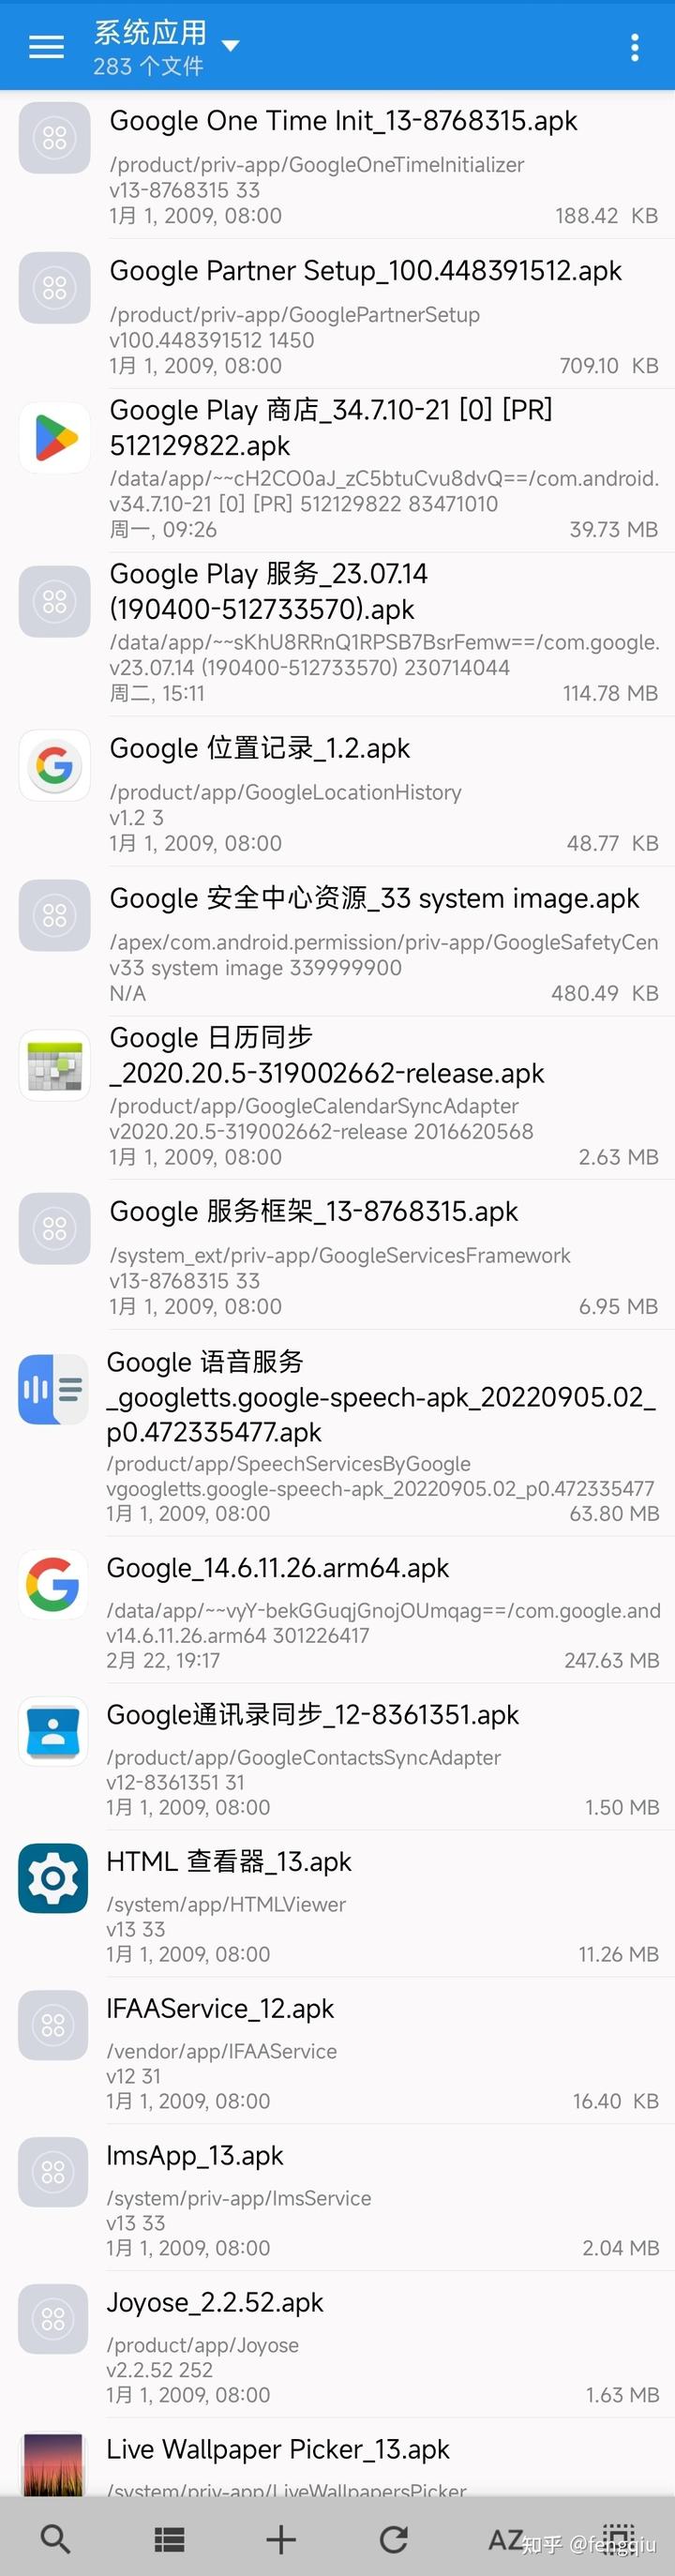 系统应用
283 个文件
Google One Time Init_13-8768315.apk
/product/priv-app/GoogleOneTimeInitializer
v13-8768315 33
1月 1, 2009, 08:00 188.42 KB
Google Partner Setup_100.448391512.apk
/product/priv-app/GooglePartnerSetup
v100.448391512 1450
1月 1, 2009, 08:00 709.10 KB
Google Play 商店_34.7.10-21 [0] [PR]
512129822.apk
/data/app/~~cH2CO0aJ_zC5btuCvu8dvQ==/com.android.
v34.7.10-21 [0] [PR] 512129822 83471010
周一, 09:26 39.73 MB
Google Play 服务_23.07.14
(190400-512733570).apk
/data/app/~~sKhU8RRnQ1RPSB7BsrFemw==/com.google.
v23.07.14 (190400-512733570) 230714044
周二, 15:11 114.78 MB
Google 位置记录_1.2.apk
/product/app/GoogleLocationHistory
v1.2 3
1月 1, 2009, 08:00 48.77 KB
Google 安全中心资源_33 system image.apk
/apex/com.android.permission/priv-app/GoogleSafetyCen
v33 system image 339999900
N/A 480.49 KB
Google 日历同步
_2020.20.5-319002662-release.apk
/product/app/GoogleCalendarSyncAdapter
v2020.20.5-319002662-release 2016620568
1月 1, 2009, 08:00 2.63 MB
Google 服务框架_13-8768315.apk
/system_ext/priv-app/GoogleServicesFramework
v13-8768315 33
1月 1, 2009, 08:00 6.95 MB
Google 语音服务
_googletts.google-speech-apk_20220905.02_
p0.472335477.apk
/product/app/SpeechServicesByGoogle
vgoogletts.google-speech-apk_20220905.02_p0.472335477
1月 1, 2009, 08:00 63.80 MB
Google_14.6.11.26.arm64.apk
/data/app/~~vyY-bekGGuqjGnojOUmqag==/com.google.and
v14.6.11.26.arm64 301226417
2月 22, 19:17 247.63 MB
Google通讯录同步_12-8361351.apk
/product/app/GoogleContactsSyncAdapter
v12-8361351 31
1月 1, 2009, 08:00 1.50 MB
HTML 查看器_13.apk
/system/app/HTMLViewer
v13 33
1月 1, 2009, 08:00 11.26 MB
IFAAService_12.apk
/vendor/app/IFAAService
v12 31
1月 1, 2009, 08:00 16.40 KB
ImsApp_13.apk
/system/priv-app/ImsService
v13 33
1月 1, 2009, 08:00 2.04 MB
Joyose_2.2.52.apk
/product/app/Joyose
v2.2.52 252
1月 1, 2009, 08:00 1.63 MB
Live Wallpaper Picker_13.apk
/system/priv-app/LiveWallpapersPicker
AZ
知乎 @fengqiu